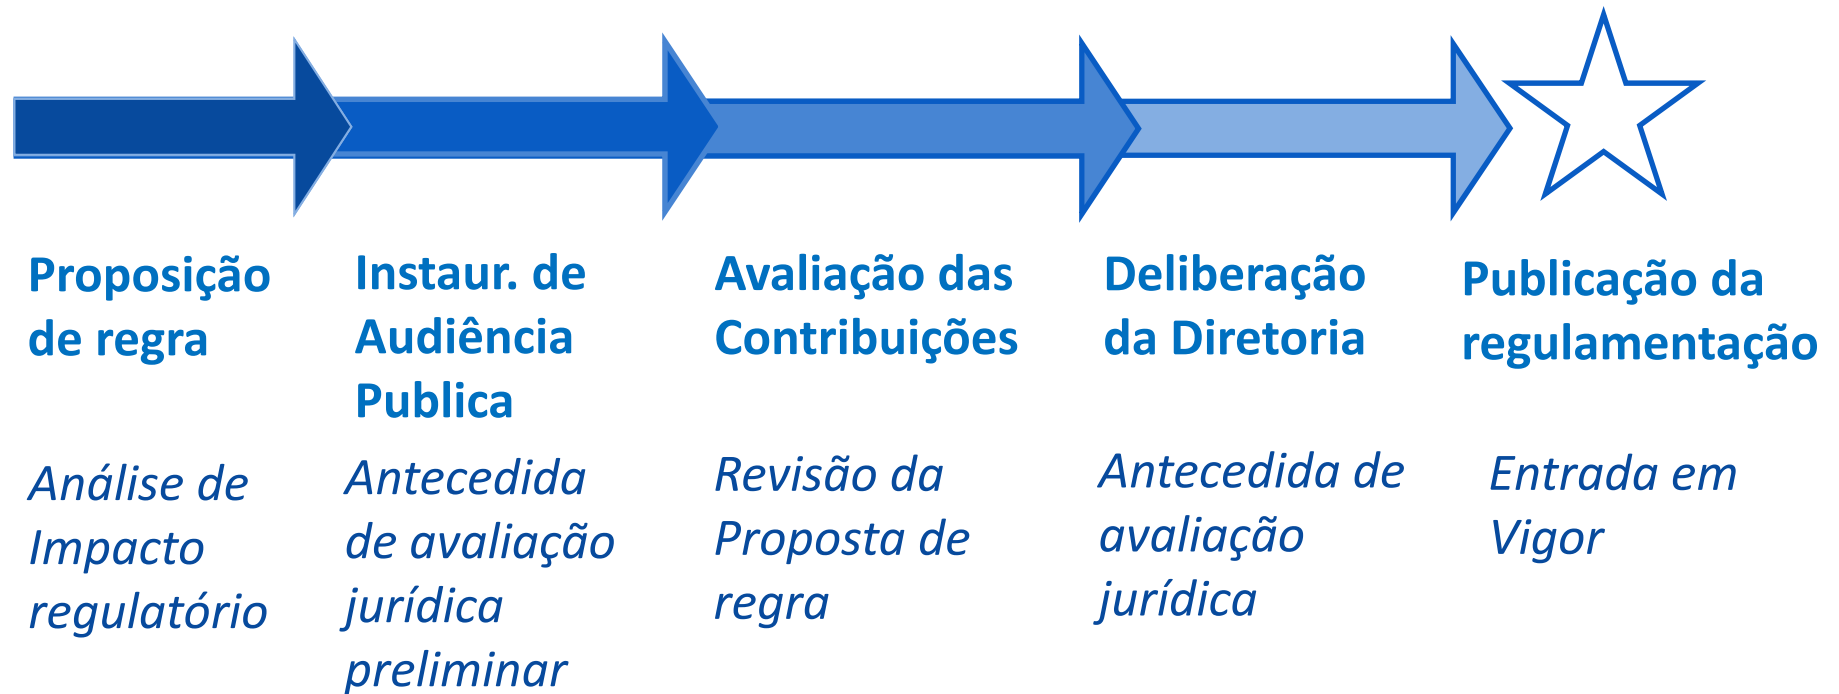 Proposição
de regra
Análise de
Impacto
regulatório
Instaur. de
Audiência
Publica
Antecedida
de avaliação
jurídica
preliminar
Avaliação das
Contribuições
Revisão da
Proposta de
regra
Deliberação
da Diretoria
Antecedida de
avaliação
jurídica
Publicação da
regulamentação
Entrada em
Vigor